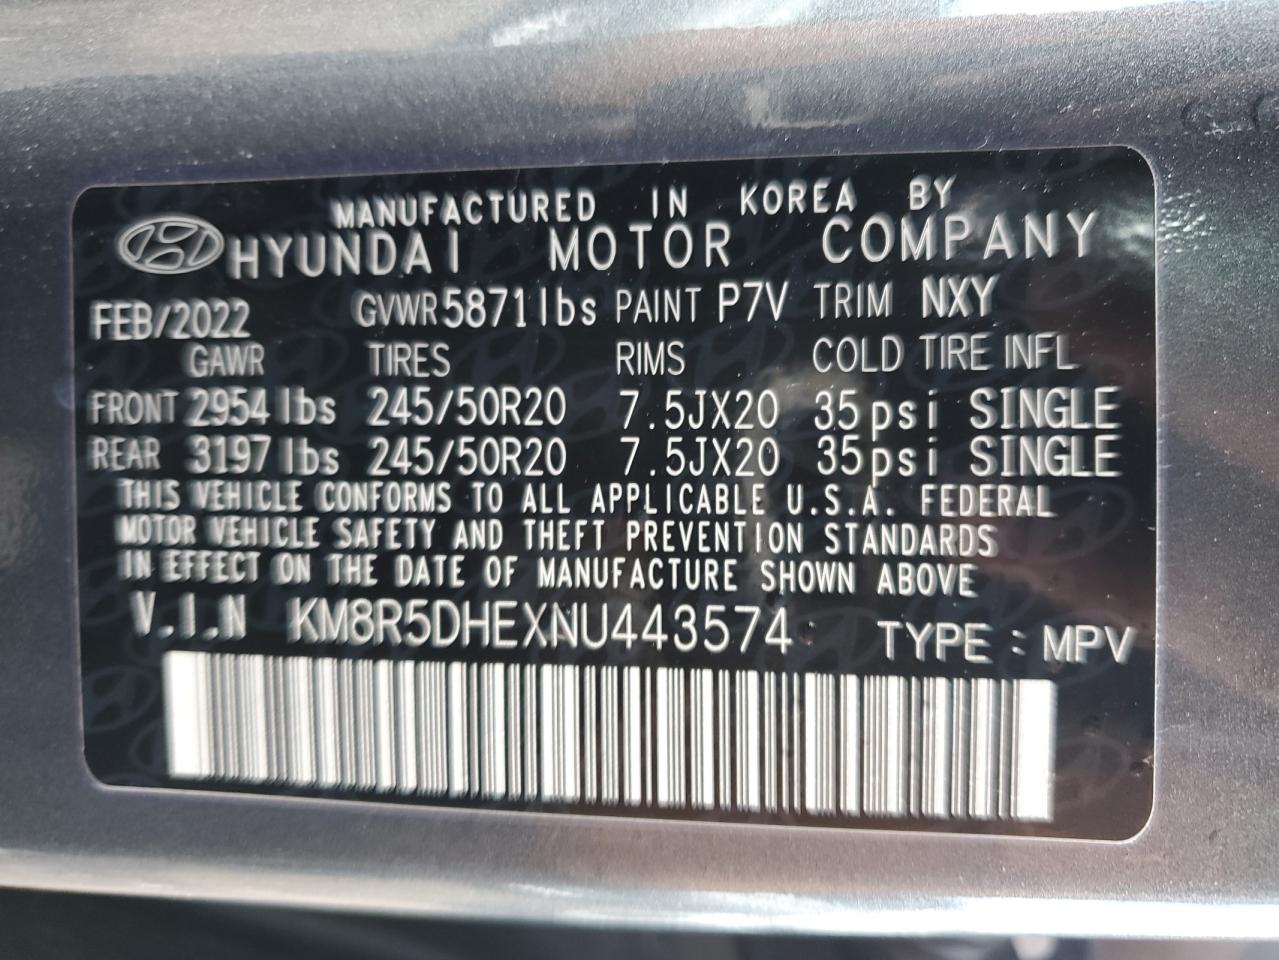 MANUFACTURED IN KOREA BY
HYUNDAI MOTOR COMPANY
FEB/2022 GVWR 5871lbs PAINT P7V TRIM NXY
GAWR TIRES RIMS COLD TIRE INFL
FRONT 2954 lbs 245/50R20 7.5JX20 35psi SINGLE
REAR 3197 lbs 245/50R20 7.5JX20 35psi SINGLE
THIS VEHICLE CONFORMS TO ALL APPLICABLE U.S.A. FEDERAL
MOTOR VEHICLE SAFETY AND THEFT PREVENTION STANDARDS
IN EFFECT ON THE DATE OF MANUFACTURE SHOWN ABOVE
V.I.N KM8R5DHEXNU443574 TYPE : MPV